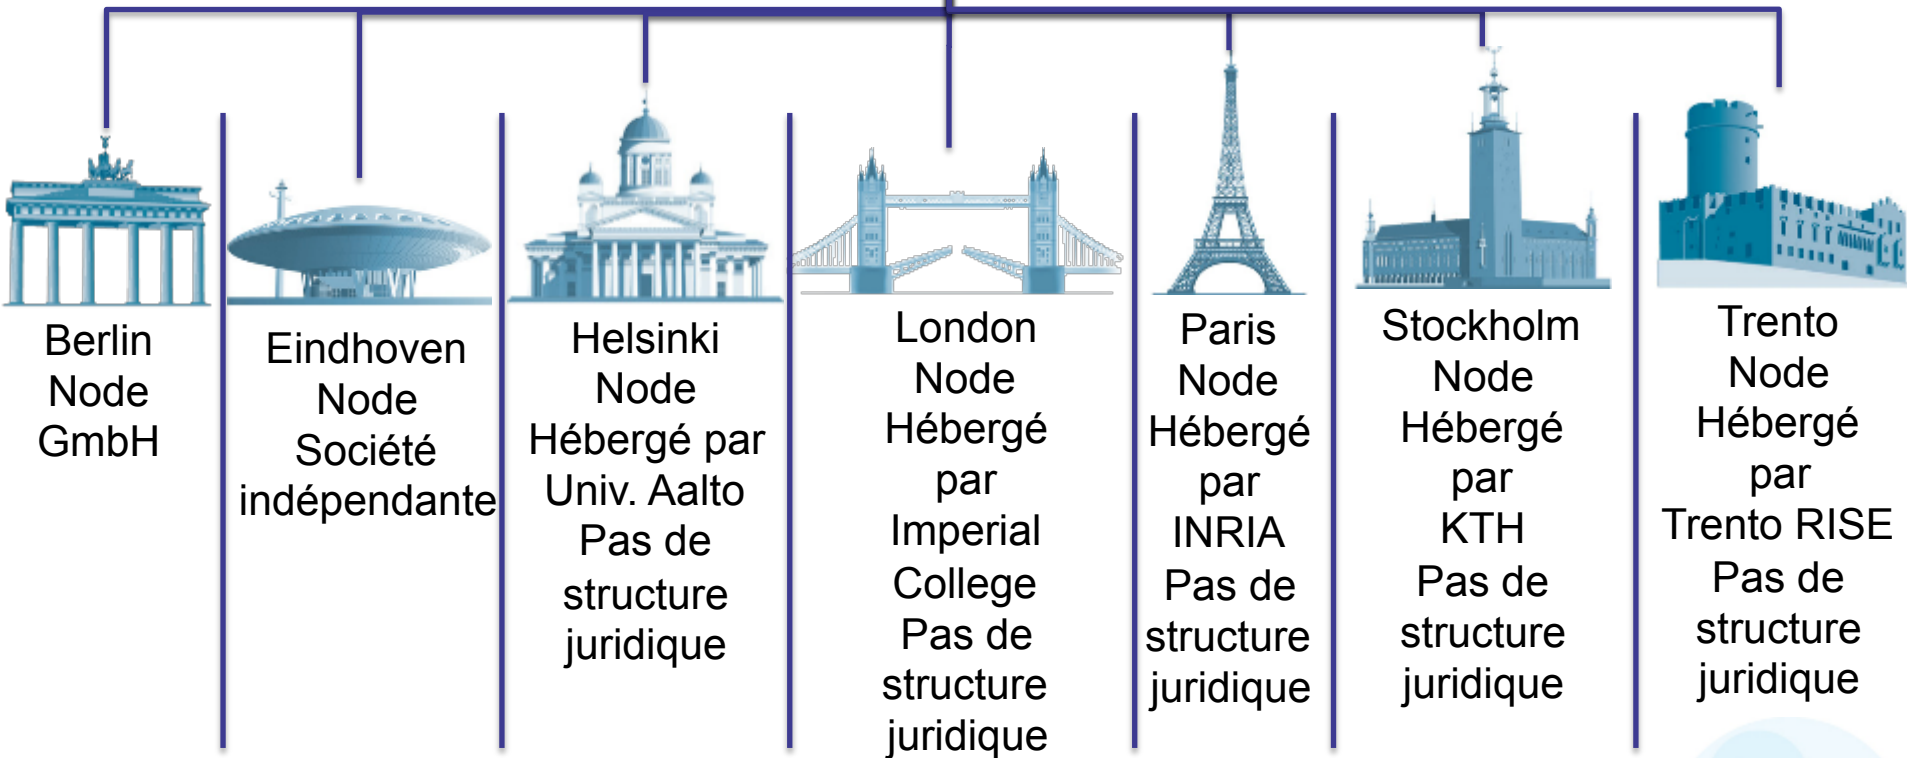 Berlin
Node
GmbH
Eindhoven
Node
Société
indépendante
Helsinki
Node
Hébergé par
Univ. Aalto
Pas de
structure
juridique
London
Node
Hébergé
par
Imperial
College
Pas de
structure
juridique
Paris
Node
Hébergé
par
INRIA
Pas de
structure
juridique
Stockholm
Node
Hébergé
par
KTH
Pas de
structure
juridique
Trento
Node
Hébergé
par
Trento RISE
Pas de
structure
juridique